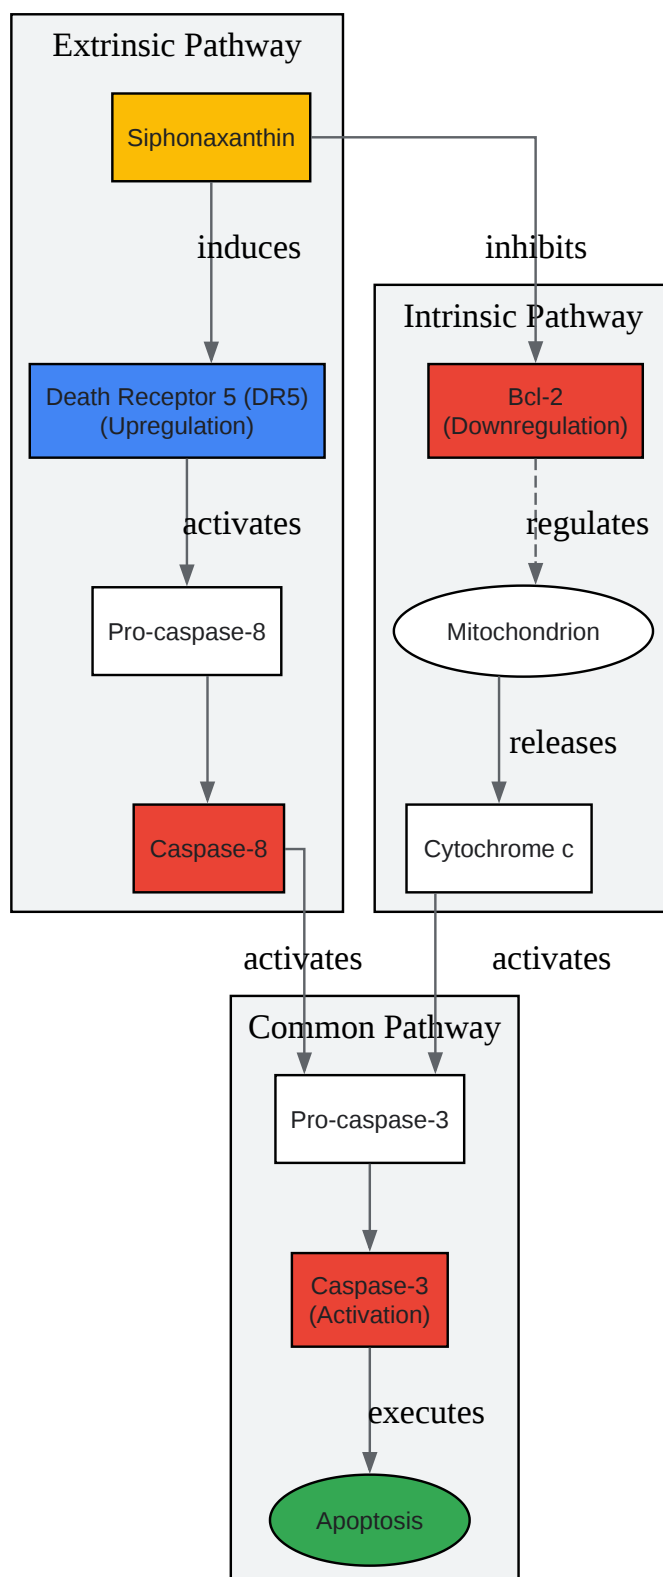 Extrinsic Pathway
Siphonaxanthin
induces
inhibits
Intrinsic Pathway
Death Receptor 5 (DR5)
(Upregulation)
Bcl-2
(Downregulation)
activates
regulates
Pro-caspase-8
Mitochondrion
releases
Caspase-8
Cytochrome c
activates
activates
Common Pathway
Pro-caspase-3
Caspase-3
(Activation)
executes
Apoptosis